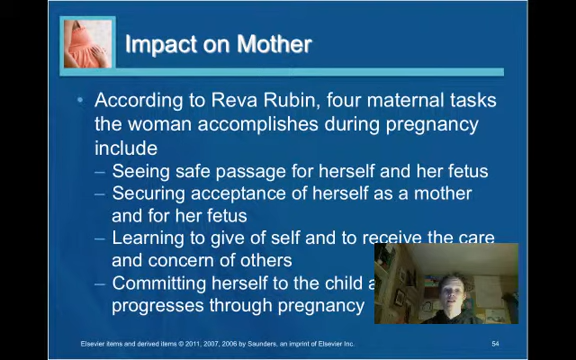 Impact on Mother
• According to Reva Rubin, four maternal tasks
the woman accomplishes during pregnancy
include
– Seeing safe passage for herself and her fetus
– Securing acceptance of herself as a mother
and for her fetus
– Learning to give of self and to receive the care
and concern of others
– Committing herself to the child
progresses through pregnancy
Elsevier items and derived items © 2011, 2007, 2006 by Saunders, an imprint of Elsevier Inc.
54